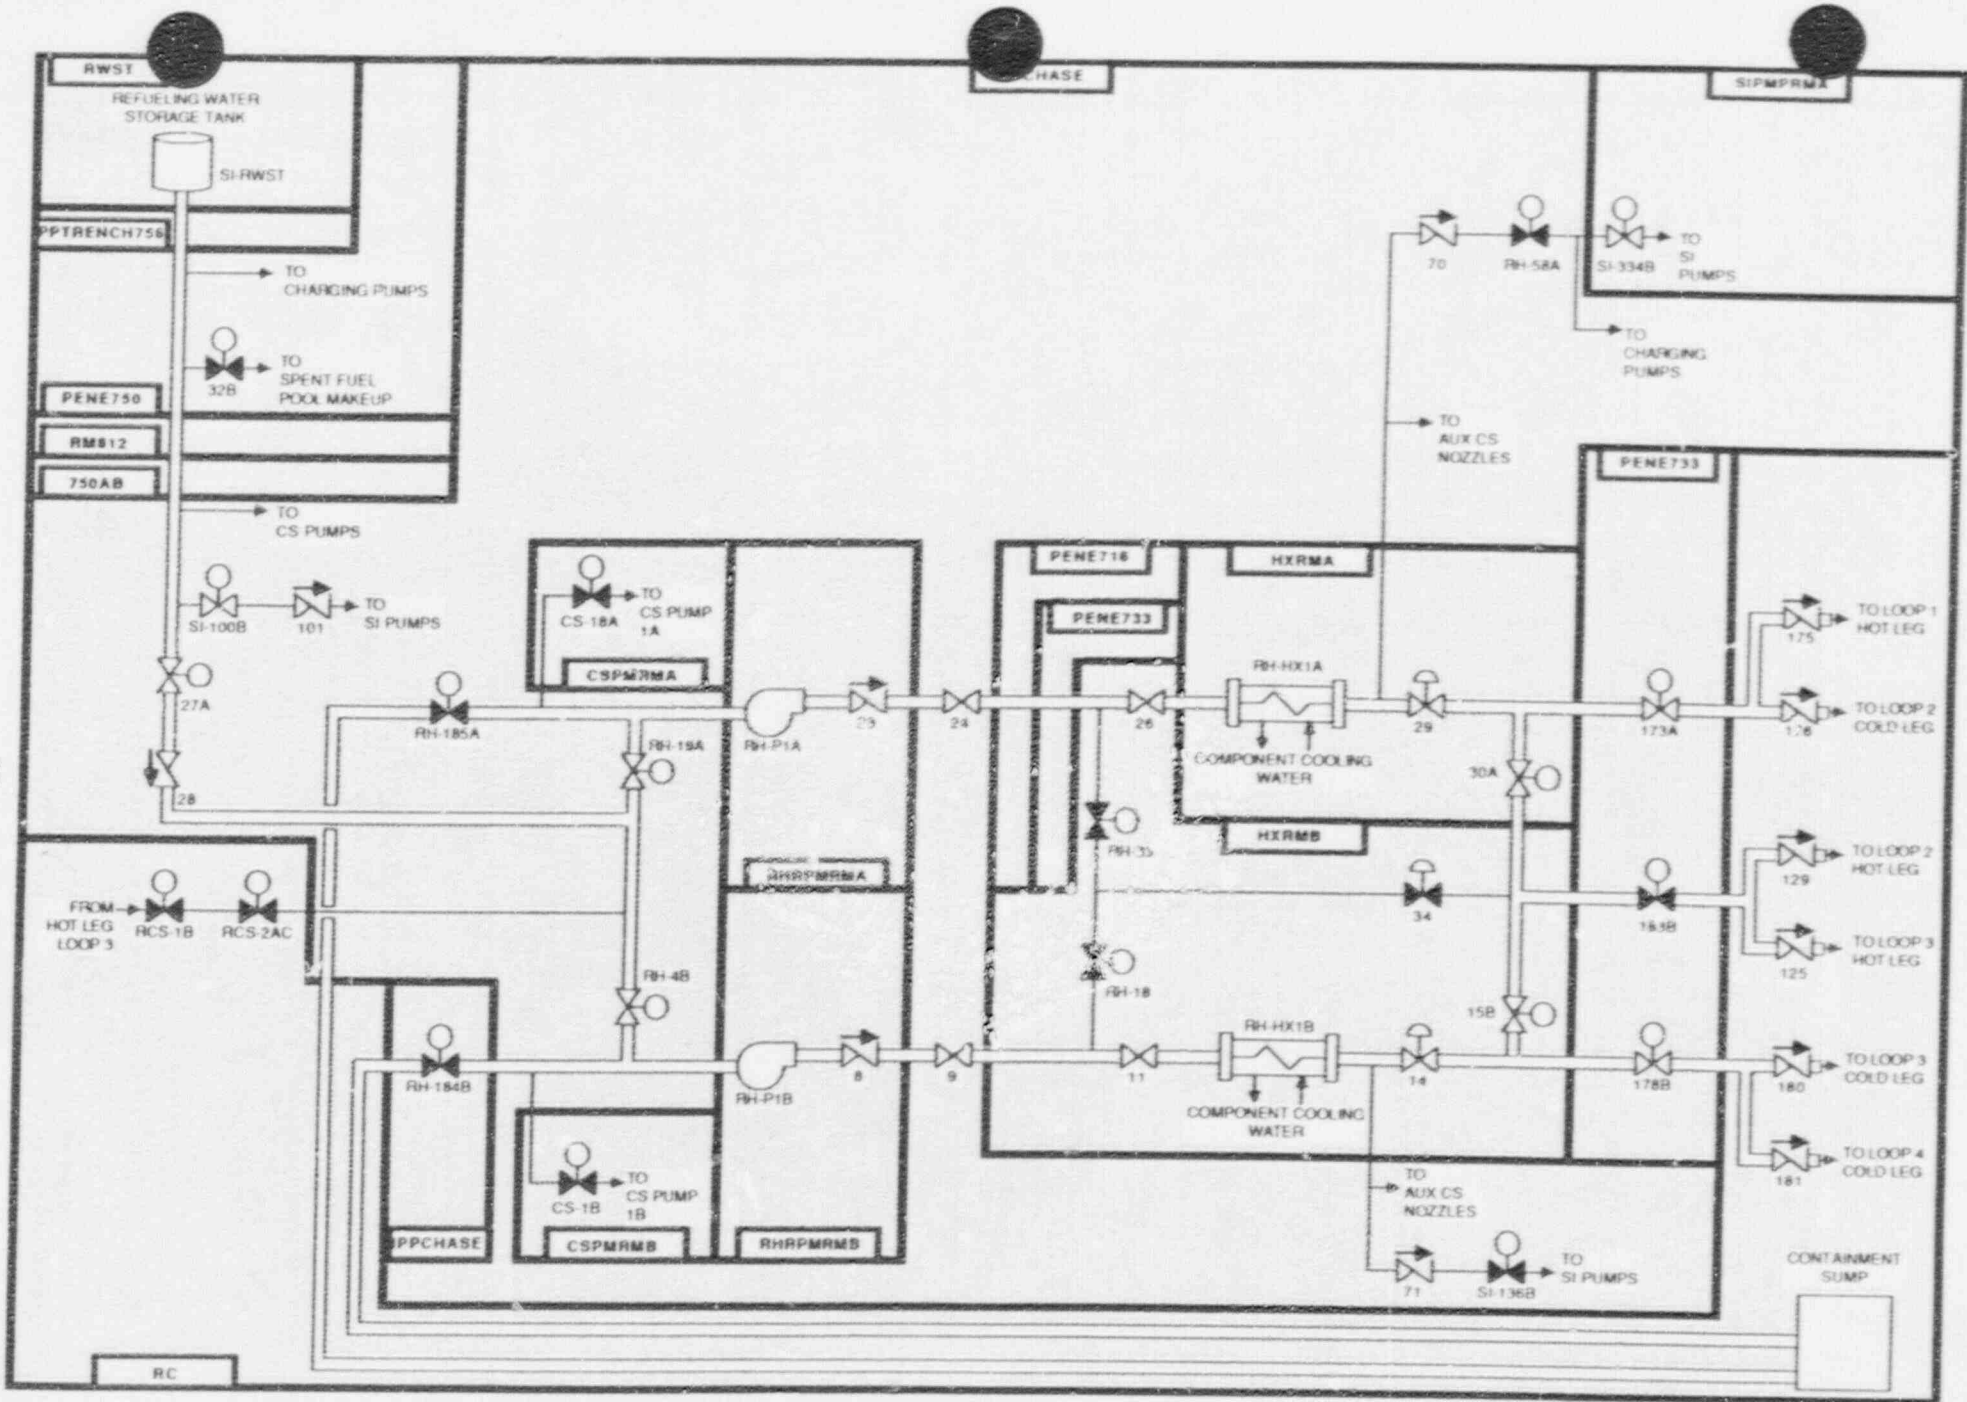 RWST
CHASE
SIPMPRMA
REFUELING WATER
STORAGE TANK
SI-RWST
PPTRENCH756
TO
CHARGING PUMPS
32B
TO
SPENT FUEL
POOL MAKEUP
PENE750
RM812
750AB
TO
CS PUMPS
SI-100B
101
TO
SI PUMPS
27A
28
70
RH-58A
SI-334B
TO
SI
PUMPS
TO
CHARGING
PUMPS
TO
AUX CS
NOZZLES
PENE733
CS-18A
TO
CS PUMP
1A
CSPMRMA
RH-185A
RH-19A
RH-P1A
23
24
PENE716
PENE733
HXRMA
26
RH-HX1A
COMPONENT COOLING
WATER
29
30A
173A
175
TO LOOP 1
HOT LEG
TO LOOP 2
COLD LEG
RH-35
HXRMB
34
183B
129
TO LOOP 2
HOT LEG
125
TO LOOP 3
HOT LEG
FROM
HOT LEG
LOOP 3
RCS-1B
RCS-2AC
RH-4B
RH-184B
RH-P1B
8
9
RH-18
11
RH-HX1B
COMPONENT COOLING
WATER
14
15B
178B
180
TO LOOP 3
COLD LEG
181
TO LOOP 4
COLD LEG
PPCHASE
CS-1B
TO
CS PUMP
1B
CSPMRMB
RHRPMRMB
TO
AUX CS
NOZZLES
71
SI-136B
TO
SI PUMPS
CONTAINMENT
SUMP
RC